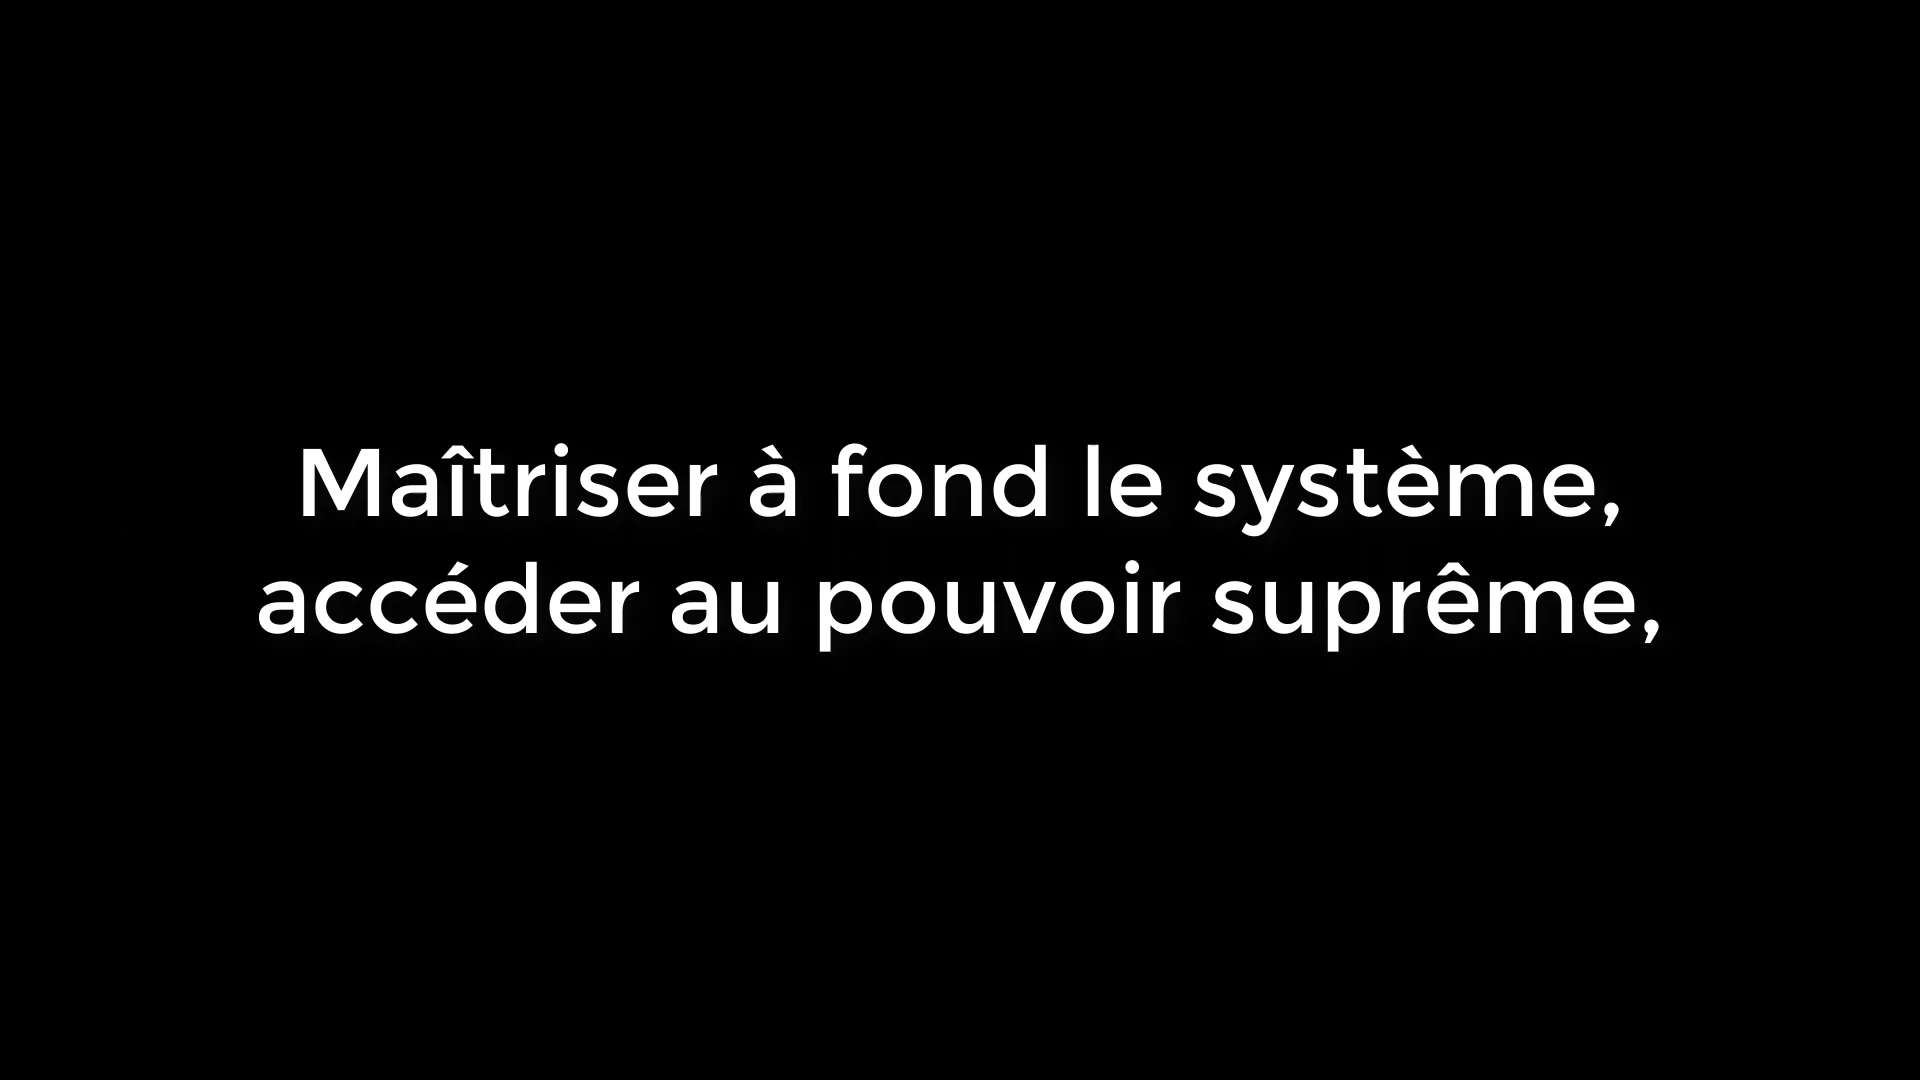 Maîtriser à fond le système,
accéder au pouvoir suprême,